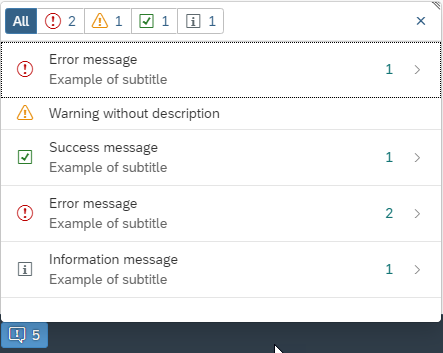 All 2 1 1 1
Error message
Example of subtitle
1
Warning without description
Success message
Example of subtitle
1
Error message
Example of subtitle
2
Information message
Example of subtitle
1
5